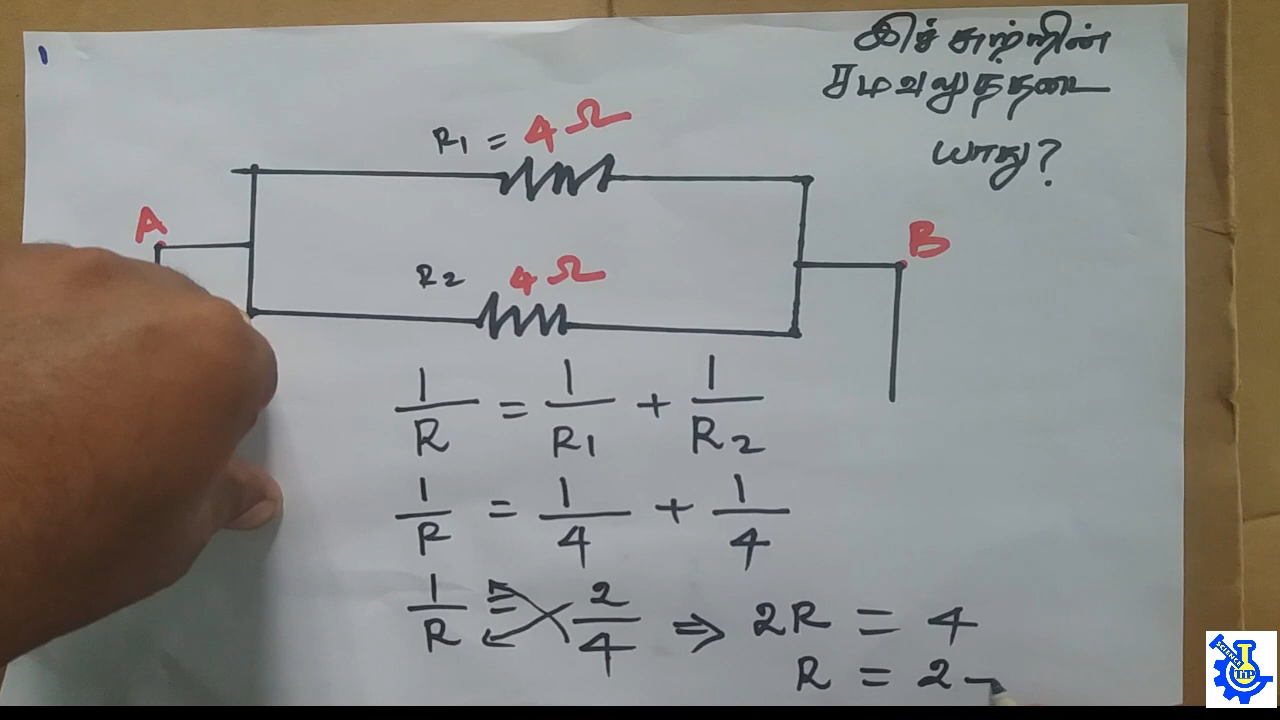 இச் சுற்றின்
சமவலுத்தடை
யாது?
R1 = 4 Ω
A
B
R2 4 Ω
1/R = 1/R1 + 1/R2
1/R = 1/4 + 1/4
1/R = 2/4 ⇒ 2R = 4
R = 2